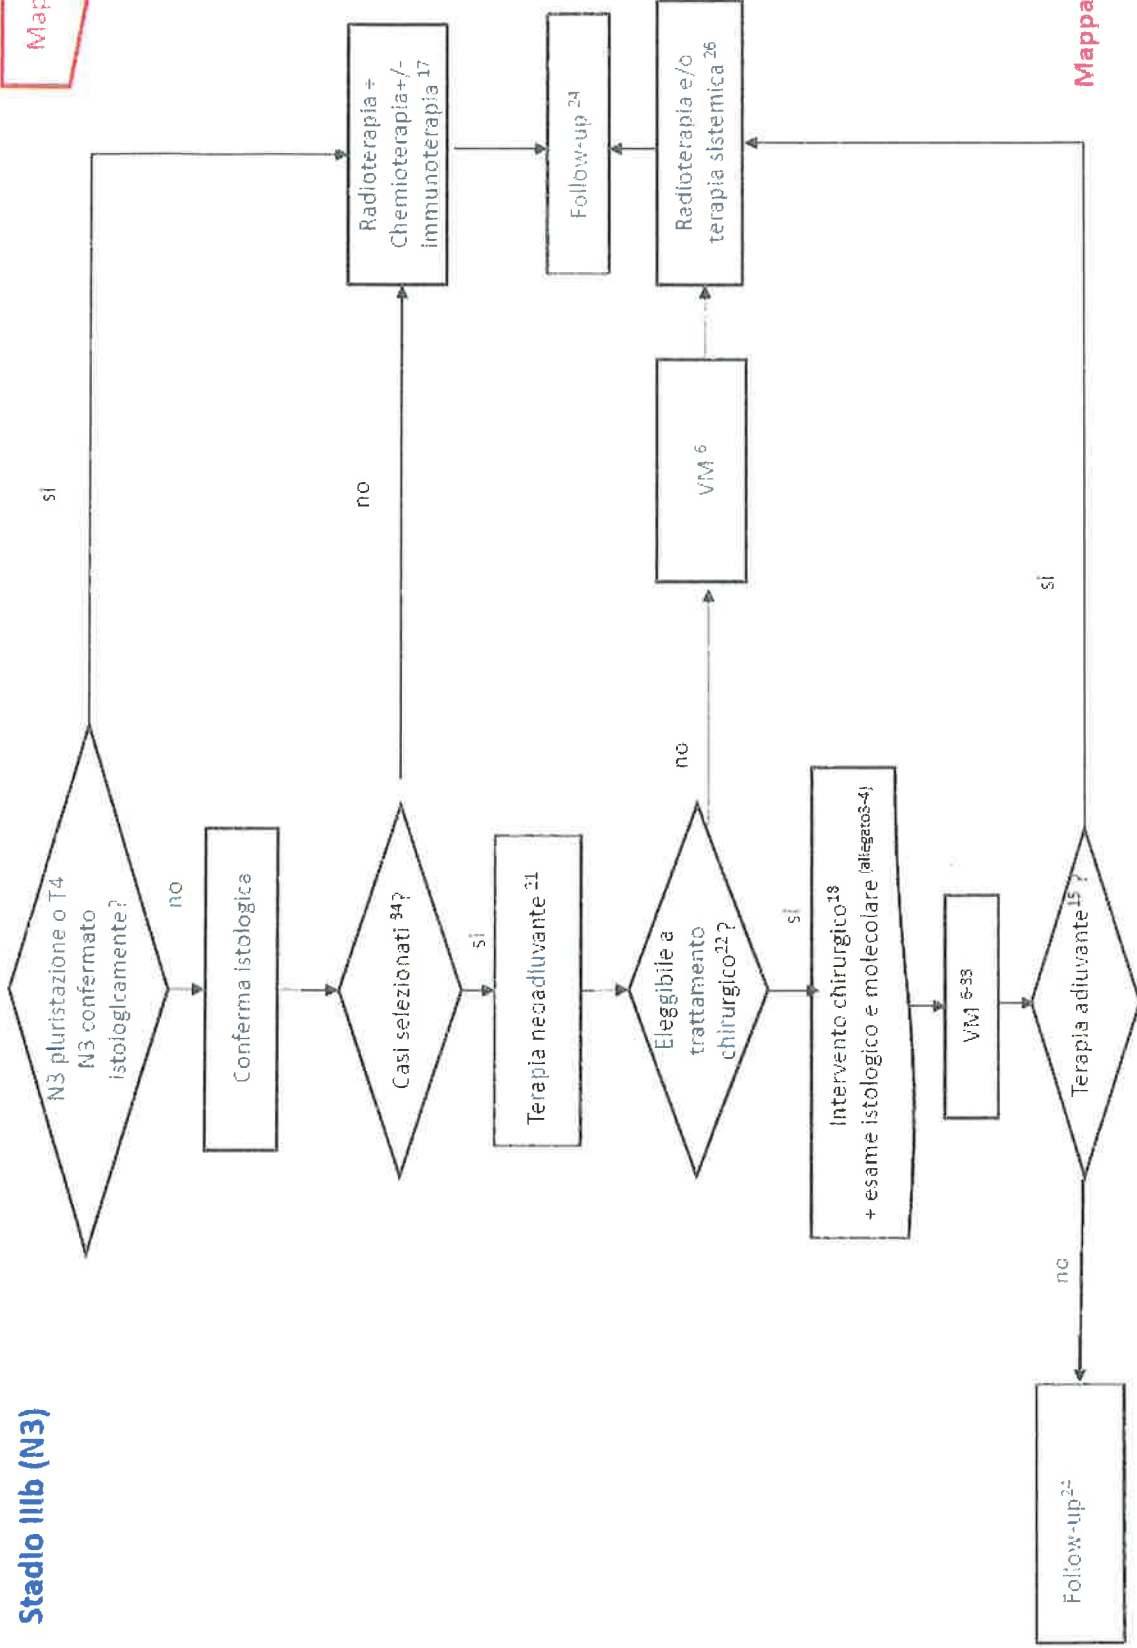 Stadio IIIb (N3)
Map
N3 pluristazione o T4
N3 confermato
istologicamente?
sì
no
Conferma istologica
Casi selezionati 34?
no
sì
Radioterapia +
Chemioterapia+/-
immunoterapia 17
Terapia neoadiuvante 21
Follow-up 24
Eleggibile a
trattamento
chirurgico22?
no
VM 6
Radioterapia e/o
terapia sistemica 26
sì
Intervento chirurgico18
+ esame istologico e molecolare (allegato3-4)
VM 6-33
Terapia adiuvante 15 ?
sì
no
Follow-up24
Mappa